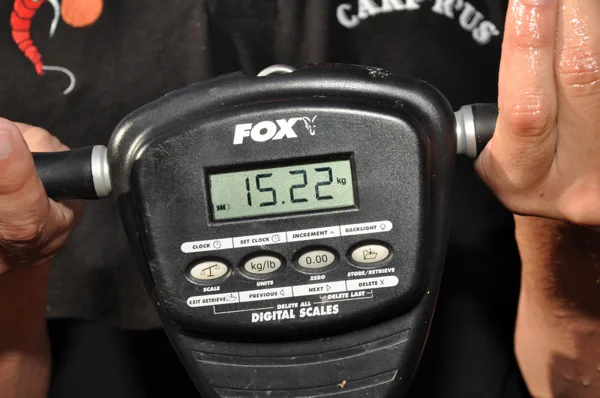 CARP R'US
FOX
15.22 kg
CLOCK SET CLOCK INCREMENT BACKLIGHT
kg/lb 0.00
SCALE UNITS ZERO STORE/RETRIEVE
EXIT RETRIEVE PREVIOUS NEXT DELETE X
DELETE ALL DELETE LAST
DIGITAL SCALES